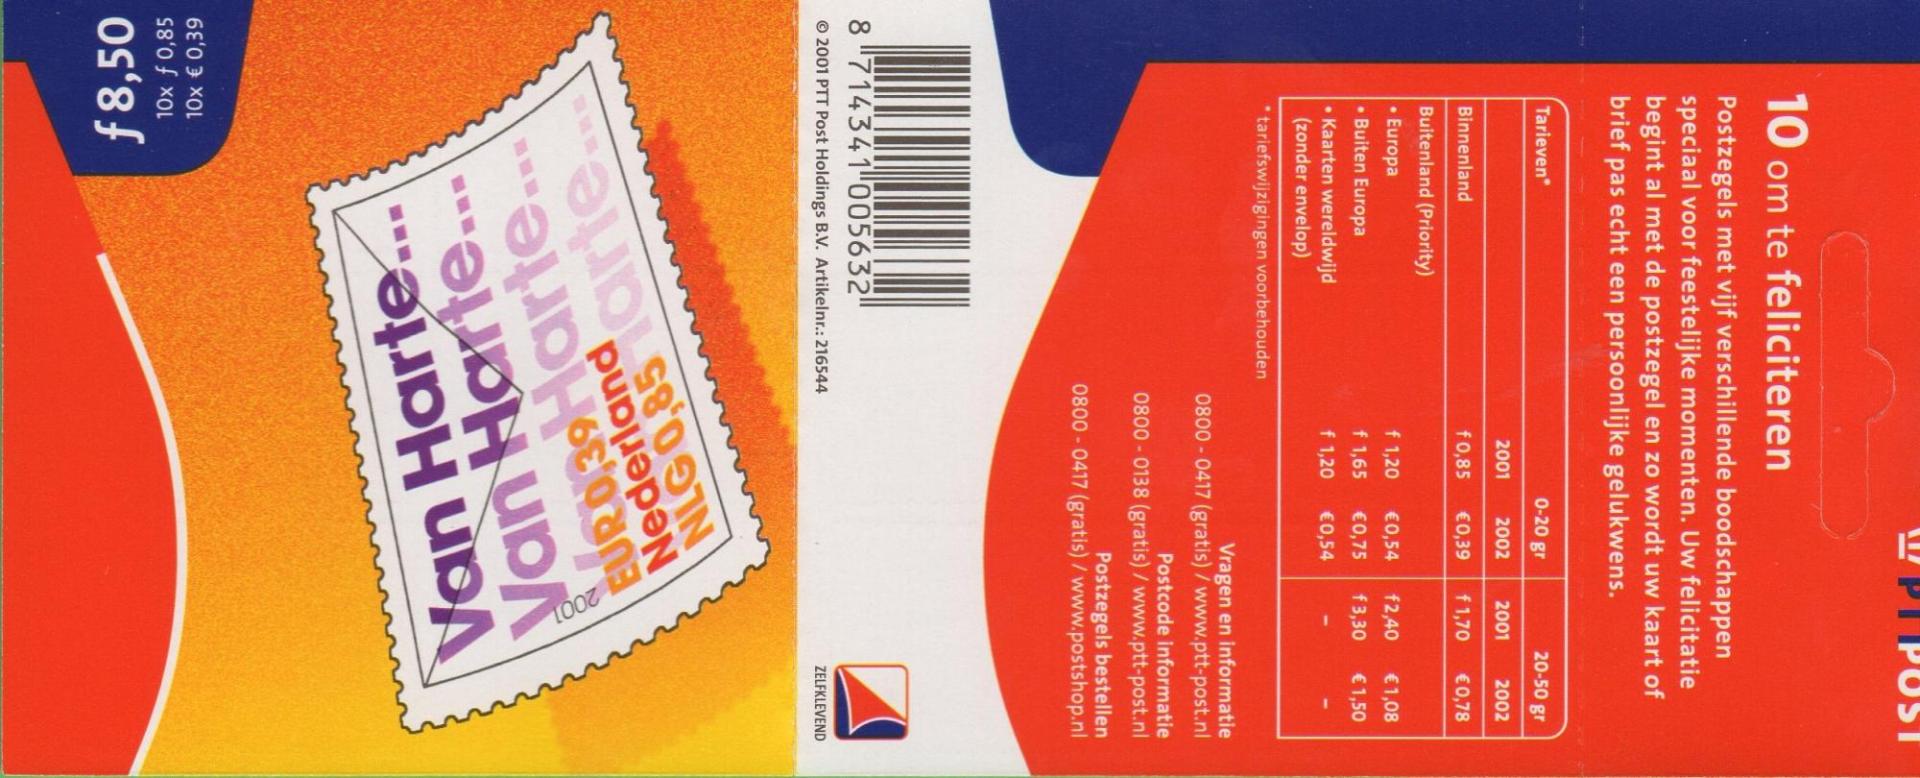 PTT POST
10 om te feliciteren
Postzegels met vijf verschillende boodschappen
speciaal voor feestelijke momenten. Uw felicitatie
begint al met de postzegel en zo wordt uw kaart of
brief pas echt een persoonlijke gelukwens.
Tarieven* 0-20 gr 20-50 gr
2001 2002 2001 2002
Binnenland f 0,85 €0,39 f 1,70 €0,78
Buitenland (Priority)
• Europa f 1,20 €0,54 f 2,40 €1,08
• Buiten Europa f 1,65 €0,75 f 3,30 €1,50
• Kaarten wereldwijd f 1,20 €0,54 – –
(zonder envelop)
* tariefswijzigingen voorbehouden
Vragen en informatie
0800 - 0417 (gratis) / www.ptt-post.nl
Postcode informatie
0800 - 0138 (gratis) / www.ptt-post.nl
Postzegels bestellen
0800 - 0417 (gratis) / www.postshop.nl
8 714341 005632
© 2001 PTT Post Holdings B.V. Artikelnr.: 216544
ZELFKLEVEND
Van Harte...
Van Harte...
Van Harte...
Van Harte...
EUR 0,39
Nederland
NLG 0,85
2001
ƒ 8,50
10x ƒ 0,85
10x € 0,39